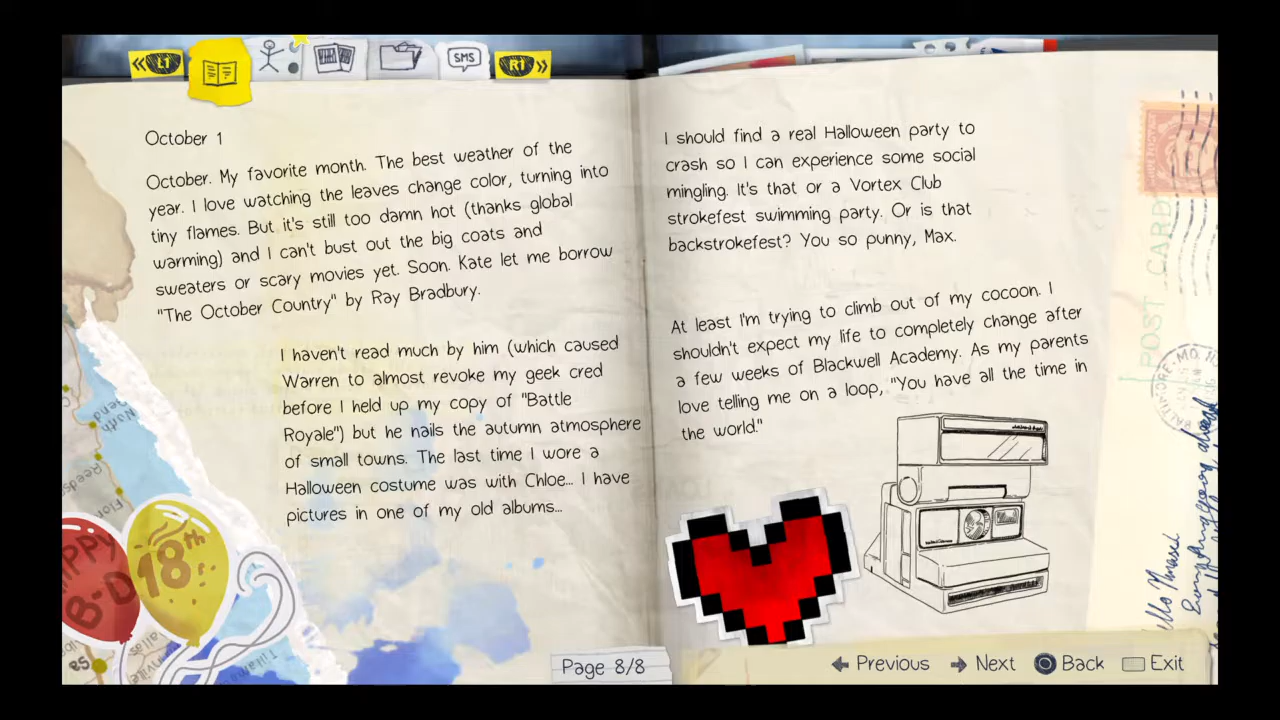 L1
SMS
R1
October 1
October. My favorite month. The best weather of the
year. I love watching the leaves change color, turning into
tiny flames. But it's still too damn hot (thanks global
warming) and I can't bust out the big coats and
sweaters or scary movies yet. Soon. Kate let me borrow
"The October Country" by Ray Bradbury.
I haven't read much by him (which caused
Warren to almost revoke my geek cred
before I held up my copy of "Battle
Royale") but he nails the autumn atmosphere
of small towns. The last time I wore a
Halloween costume was with Chloe... I have
pictures in one of my old albums...
I should find a real Halloween party to
crash so I can experience some social
mingling. It's that or a Vortex Club
strokefest swimming party. Or is that
backstrokefest? You so punny, Max.
At least I'm trying to climb out of my cocoon. I
shouldn't expect my life to completely change after
a few weeks of Blackwell Academy. As my parents
love telling me on a loop, "You have all the time in
the world."
B-D
18th
POST CARD
Page 8/8
Previous
Next
Back
Exit